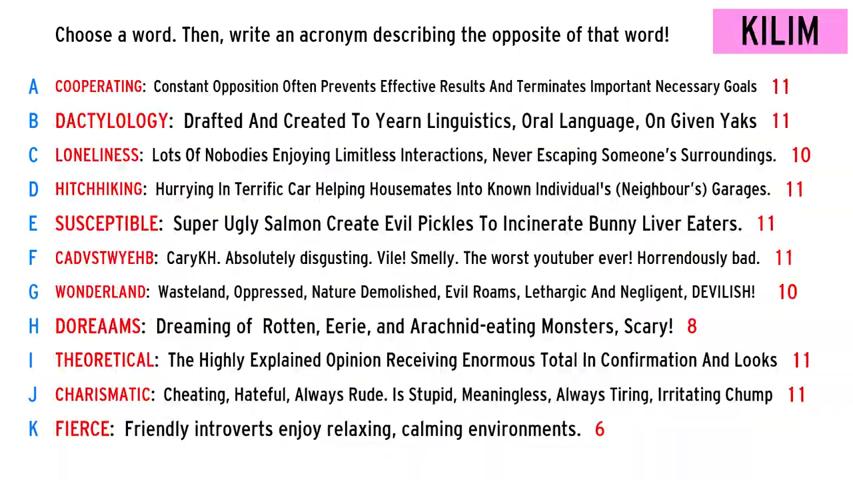 Choose a word. Then, write an acronym describing the opposite of that word!
KILIM
A COOPERATING: Constant Opposition Often Prevents Effective Results And Terminates Important Necessary Goals 11
B DACTYLOLOGY: Drafted And Created To Yearn Linguistics, Oral Language, On Given Yaks 11
C LONELINESS: Lots Of Nobodies Enjoying Limitless Interactions, Never Escaping Someone's Surroundings. 10
D HITCHHIKING: Hurrying In Terrific Car Helping Housemates Into Known Individual's (Neighbour's) Garages. 11
E SUSCEPTIBLE: Super Ugly Salmon Create Evil Pickles To Incinerate Bunny Liver Eaters. 11
F CADVSTWYEHB: CaryKH. Absolutely disgusting. Vile! Smelly. The worst youtuber ever! Horrendously bad. 11
G WONDERLAND: Wasteland, Oppressed, Nature Demolished, Evil Roams, Lethargic And Negligent, DEVILISH! 10
H DOREAAMS: Dreaming of Rotten, Eerie, and Arachnid-eating Monsters, Scary! 8
I THEORETICAL: The Highly Explained Opinion Receiving Enormous Total In Confirmation And Looks 11
J CHARISMATIC: Cheating, Hateful, Always Rude. Is Stupid, Meaningless, Always Tiring, Irritating Chump 11
K FIERCE: Friendly introverts enjoy relaxing, calming environments. 6